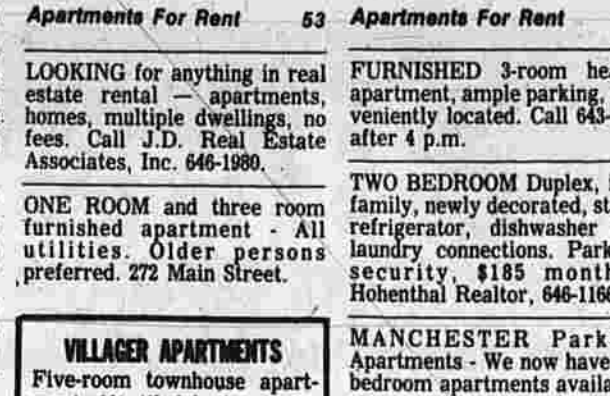 Apartments For Rent 53
LOOKING for anything in real
estate rental — apartments,
homes, multiple dwellings, no
fees. Call J.D. Real Estate
Associates, Inc. 646-1980.
ONE ROOM and three room
furnished apartment - All
utilities. Older persons
preferred. 272 Main Street.
VILLAGER APARTMENTS
Five-room townhouse apart-
Apartments For Rent
FURNISHED 3-room
apartment, ample parking,
veniently located. Call 643-
after 4 p.m.
TWO BEDROOM Duplex,
family, newly decorated,
refrigerator, dishwasher
laundry connections.
security, $185
Hohenthal Realtor, 646-116
MANCHESTER
Apartments - We now have
bedroom apartments